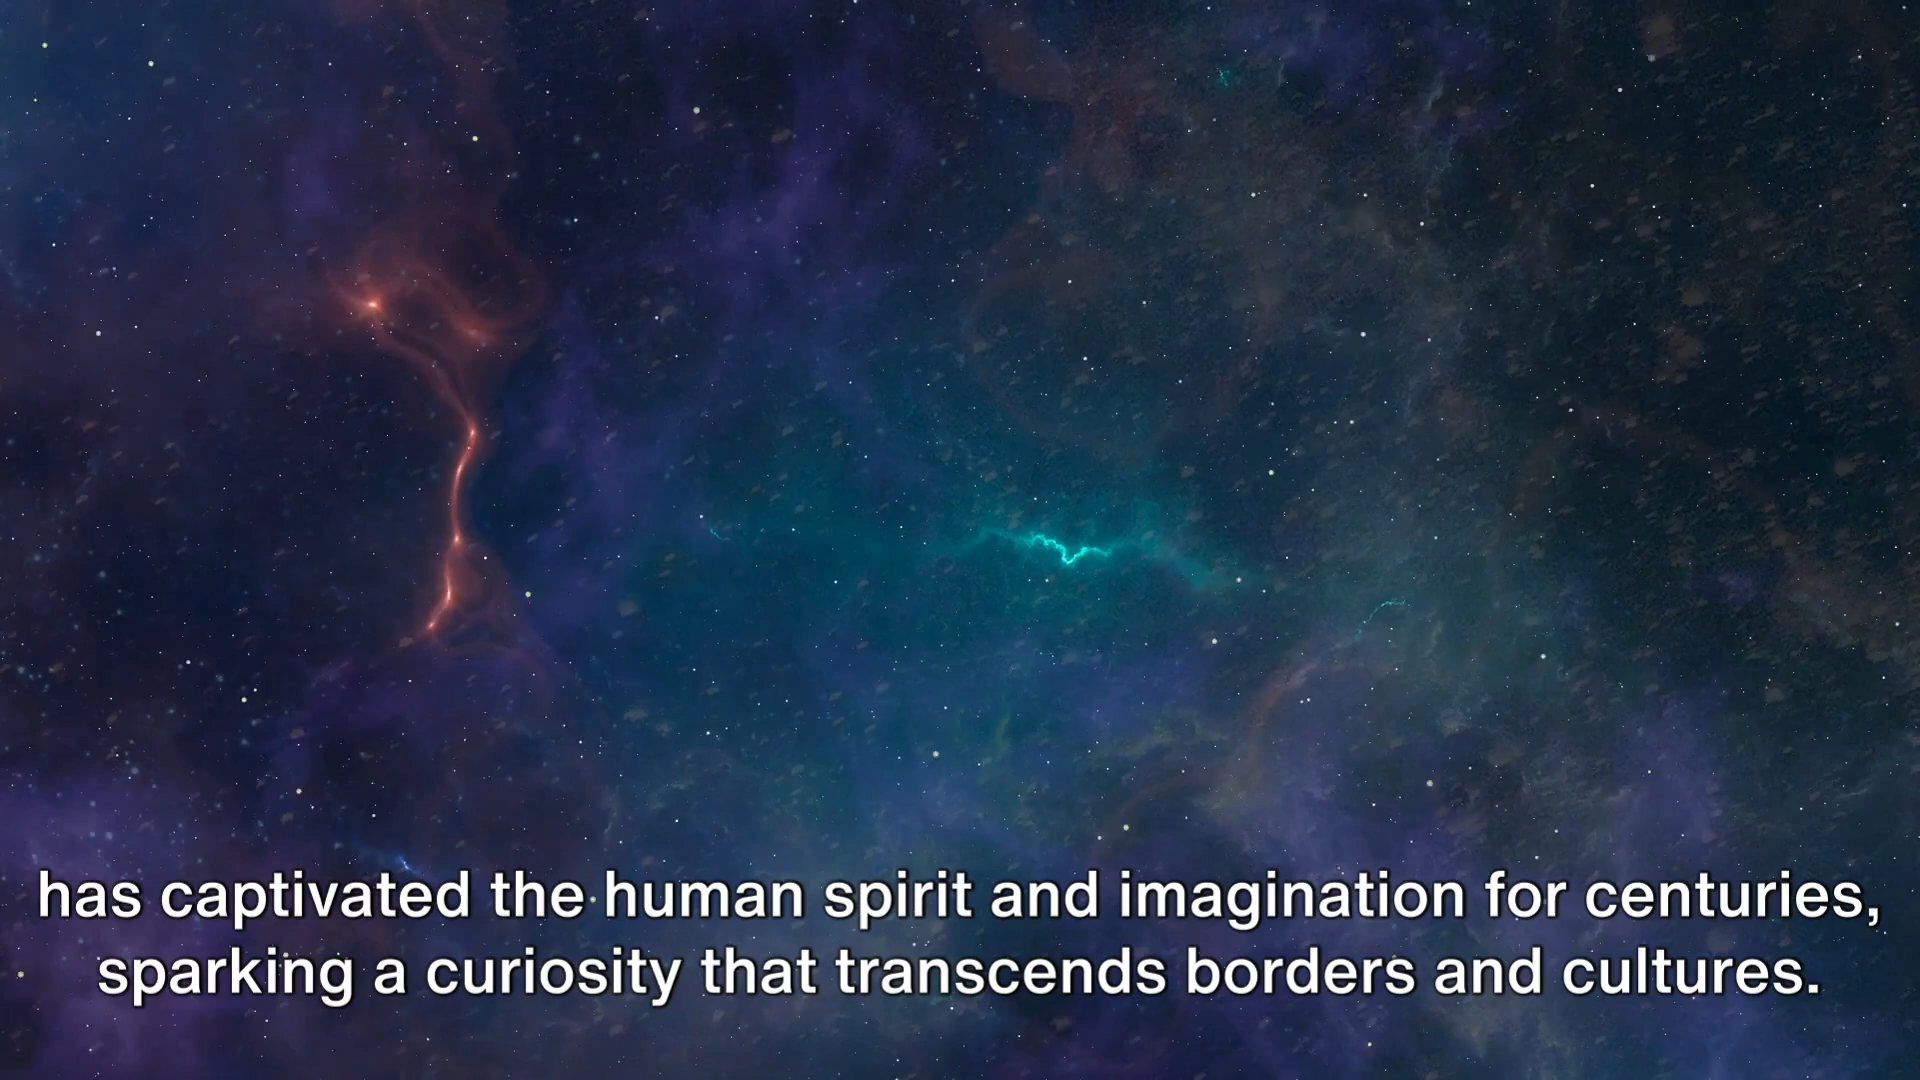 has captivated the human spirit and imagination for centuries,
sparking a curiosity that transcends borders and cultures.